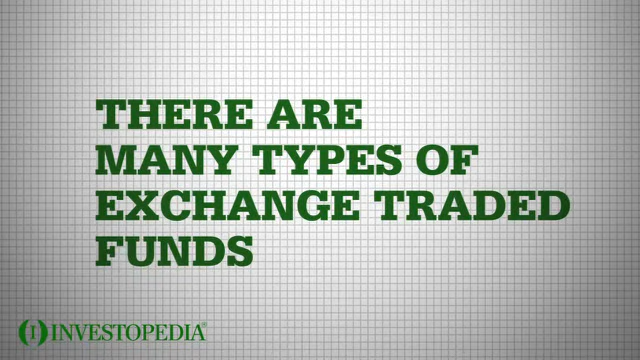 THERE ARE
MANY TYPES OF
EXCHANGE TRADED
FUNDS
(I) INVESTOPEDIA®